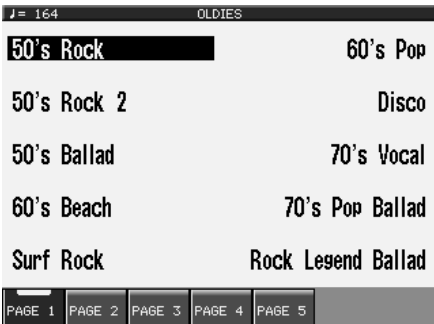 ♩= 164 OLDIES
50's Rock 60's Pop
50's Rock 2 Disco
50's Ballad 70's Vocal
60's Beach 70's Pop Ballad
Surf Rock Rock Legend Ballad
PAGE 1 PAGE 2 PAGE 3 PAGE 4 PAGE 5